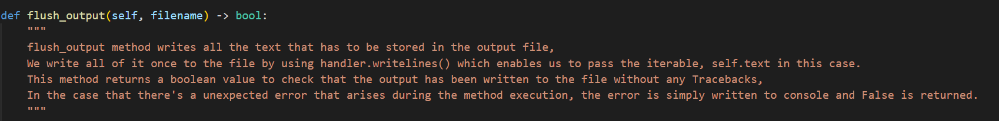 def flush_output(self, filename) -> bool:
"""
flush_output method writes all the text that has to be stored in the output file,
We write all of it once to the file by using handler.writelines() which enables us to pass the iterable, self.text in this case.
This method returns a boolean value to check that the output has been written to the file without any Tracebacks,
In the case that there's a unexpected error that arises during the method execution, the error is simply written to console and False is returned.
"""